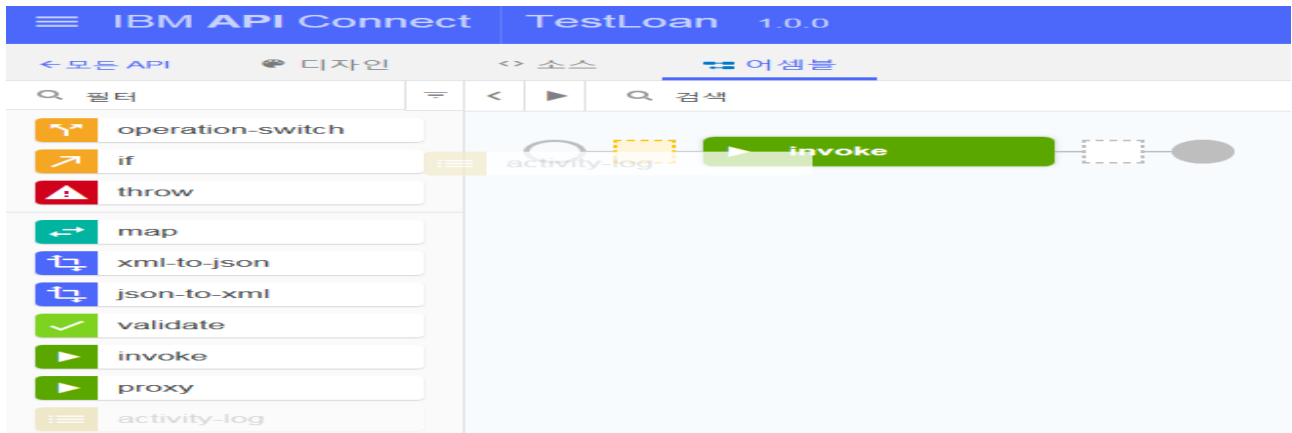 IBM API Connect TestLoan 1.0.0
←모든 API 디자인 <> 소스 어셈블
필터 < 검색
operation-switch
if
throw
map
xml-to-json
json-to-xml
validate
invoke
proxy
activity-log
activity-log
invoke